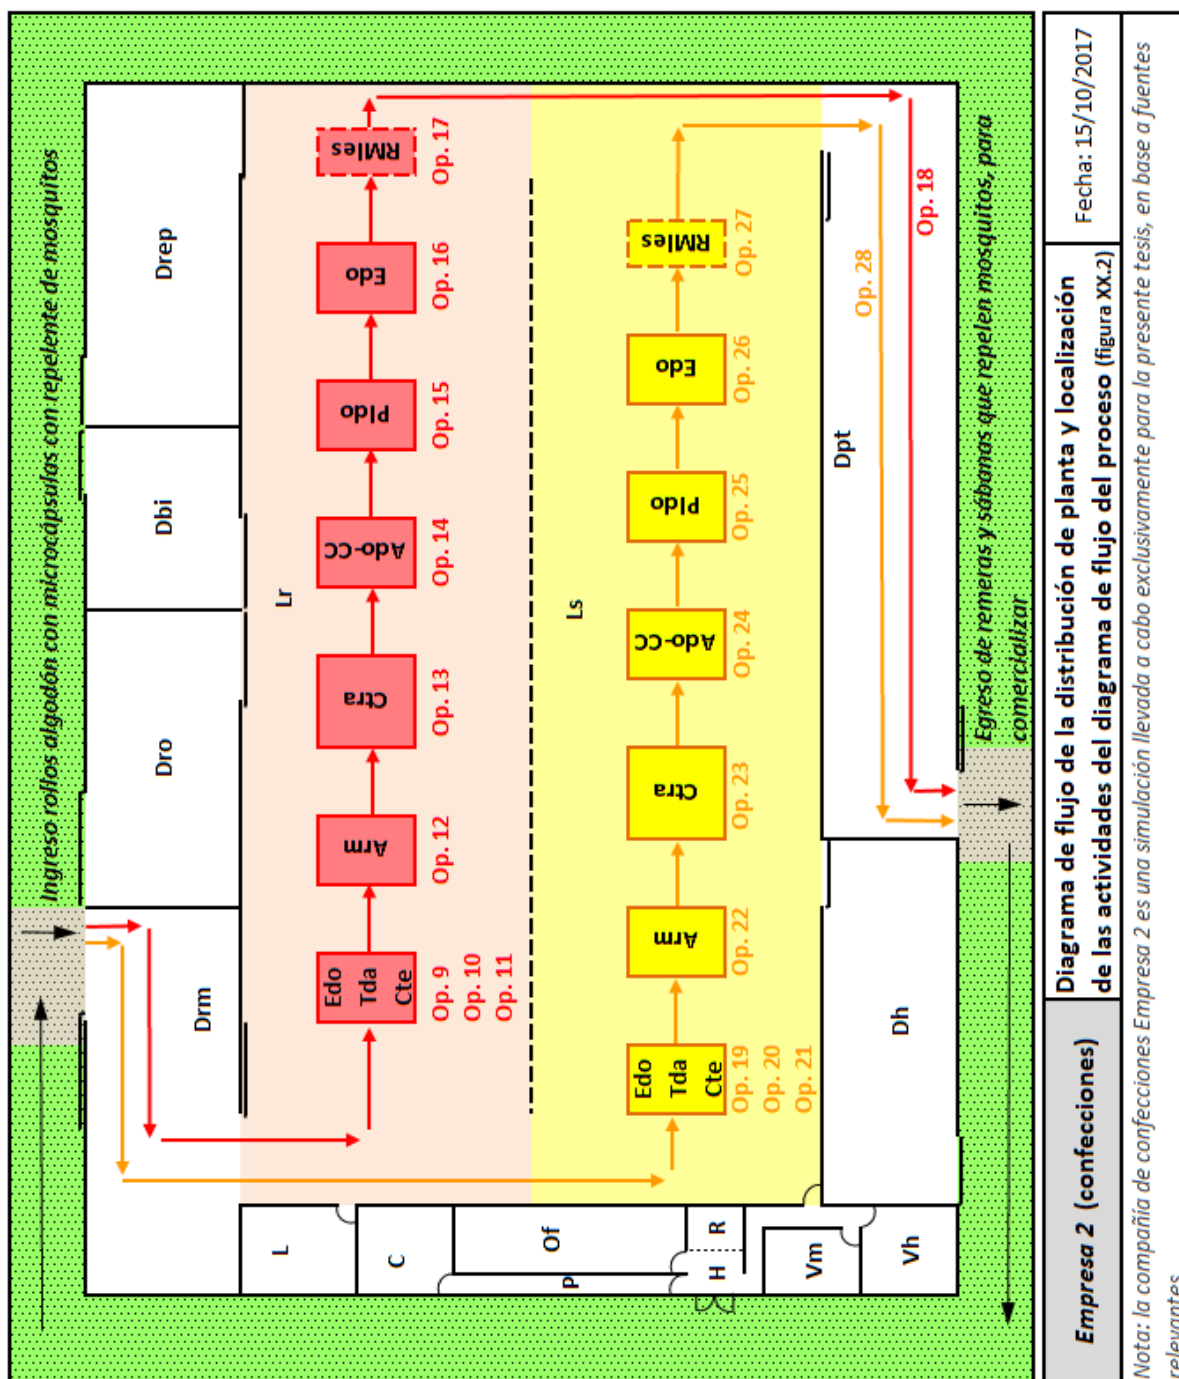 Ingreso rollos algodón con microcápsulas con repelente de mosquitos
Drm
Dro
Dbi
Drep
L
C
Of
P
H
R
Vm
Vh
Lr
Edo
Tda
Cte
Arm
Ctra
Ado-CC
Pldo
Edo
RMIes
Op. 9
Op. 10
Op. 11
Op. 12
Op. 13
Op. 14
Op. 15
Op. 16
Op. 17
Ls
Edo
Tda
Cte
Arm
Ctra
Ado-CC
Pldo
Edo
RMIes
Op. 19
Op. 20
Op. 21
Op. 22
Op. 23
Op. 24
Op. 25
Op. 26
Op. 27
Dh
Dpt
Op. 28
Op. 18
Egreso de remeras y sábanas que repelen mosquitos, para
comercializar
Empresa 2 (confecciones)
Diagrama de flujo de la distribución de planta y localización
de las actividades del diagrama de flujo del proceso (figura XX.2)
Fecha: 15/10/2017
Nota: la compañía de confecciones Empresa 2 es una simulación llevada a cabo exclusivamente para la presente tesis, en base a fuentes
relevantes